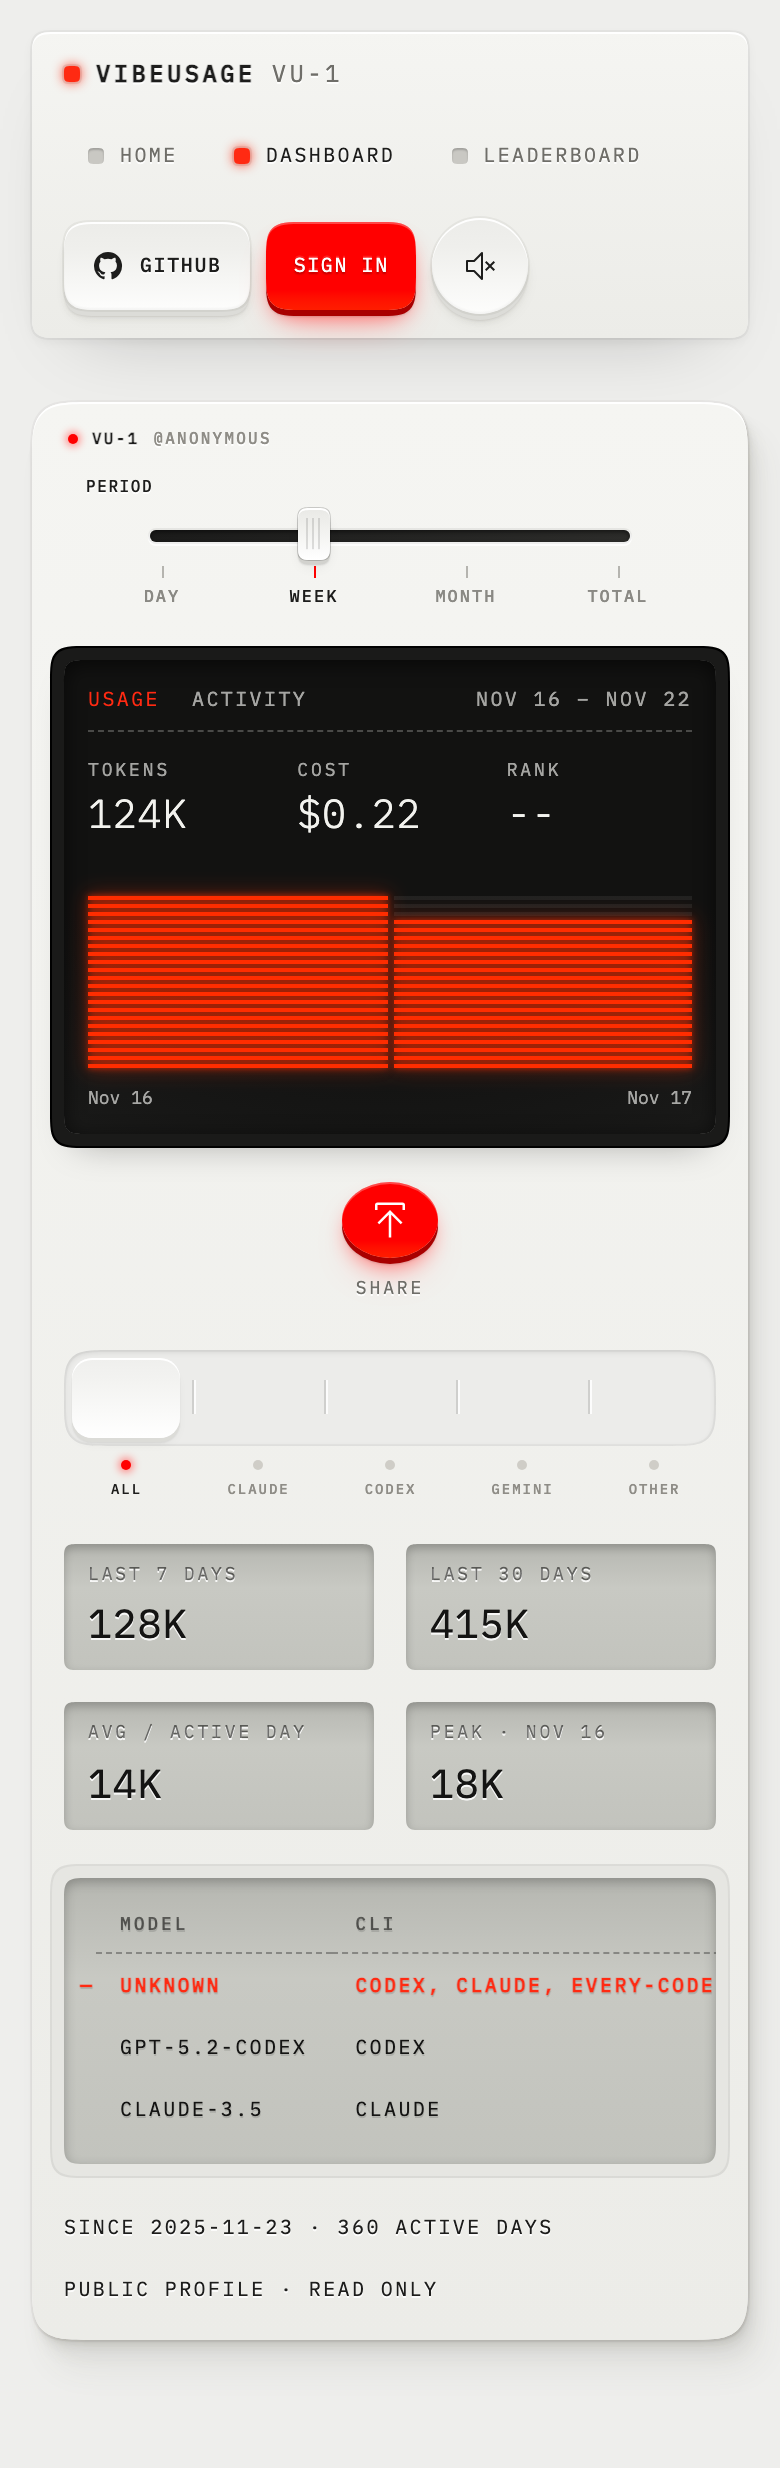 VIBEUSAGE VU-1
HOME DASHBOARD LEADERBOARD
GITHUB SIGN IN
VU-1 @ANONYMOUS
PERIOD
DAY WEEK MONTH TOTAL
USAGE ACTIVITY NOV 16 — NOV 22
TOKENS COST RANK
124K $0.22 --
Nov 16 Nov 17
SHARE
ALL CLAUDE CODEX GEMINI OTHER
LAST 7 DAYS LAST 30 DAYS
128K 415K
AVG / ACTIVE DAY PEAK · NOV 16
14K 18K
MODEL CLI
— UNKNOWN CODEX, CLAUDE, EVERY-CODE
GPT-5.2-CODEX CODEX
CLAUDE-3.5 CLAUDE
SINCE 2025-11-23 · 360 ACTIVE DAYS
PUBLIC PROFILE · READ ONLY